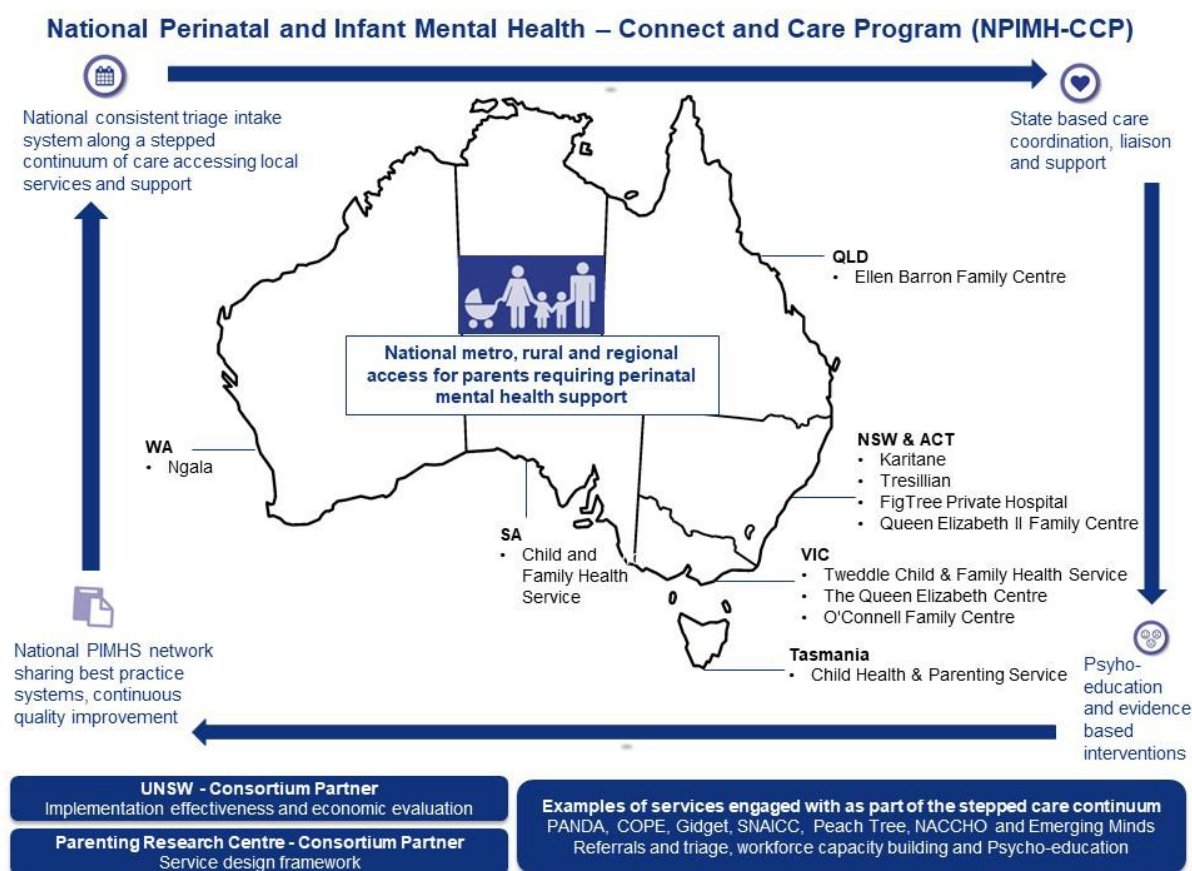 National Perinatal and Infant Mental Health – Connect and Care Program (NPIMH-CCP)
National consistent triage intake
system along a stepped
continuum of care accessing local
services and support
State based care
coordination, liaison
and support
QLD
• Ellen Barron Family Centre
National metro, rural and regional
access for parents requiring perinatal
mental health support
WA
• Ngala
NSW & ACT
• Karitane
• Tresillian
• FigTree Private Hospital
• Queen Elizabeth II Family Centre
SA
• Child and
Family Health
Service
VIC
• Tweddle Child & Family Health Service
• The Queen Elizabeth Centre
• O'Connell Family Centre
Tasmania
• Child Health & Parenting Service
National PIMHS network
sharing best practice
systems, continuous
quality improvement
Psyho-
education
and evidence
based
interventions
UNSW - Consortium Partner
Implementation effectiveness and economic evaluation
Parenting Research Centre - Consortium Partner
Service design framework
Examples of services engaged with as part of the stepped care continuum
PANDA, COPE, Gidget, SNAICC, Peach Tree, NACCHO and Emerging Minds
Referrals and triage, workforce capacity building and Psycho-education